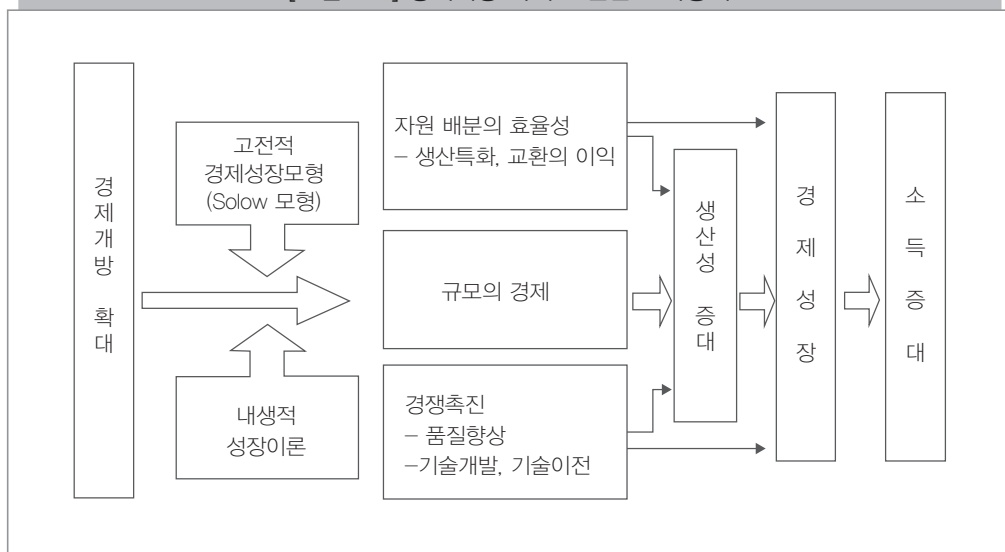 경제개방 확대
고전적
경제성장모형
(Solow 모형)
내생적
성장이론
자원 배분의 효율성
– 생산특화, 교환의 이익
규모의 경제
경쟁촉진
– 품질향상
–기술개발, 기술이전
생산성 증대
경제성장
소득증대